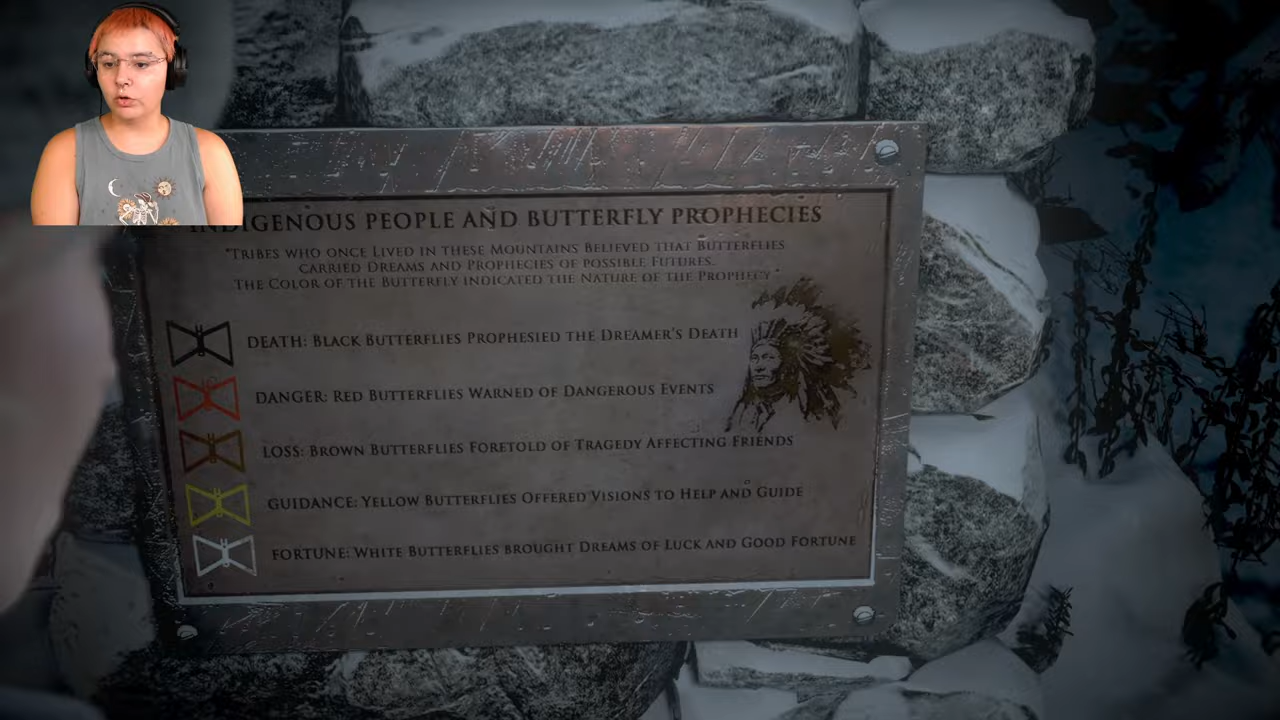 INDIGENOUS PEOPLE AND BUTTERFLY PROPHECIES
"TRIBES WHO ONCE LIVED IN THESE MOUNTAINS BELIEVED THAT BUTTERFLIES
CARRIED DREAMS AND PROPHECIES OF POSSIBLE FUTURES.
THE COLOR OF THE BUTTERFLY INDICATED THE NATURE OF THE PROPHECY"
DEATH: BLACK BUTTERFLIES PROPHESIED THE DREAMER'S DEATH
DANGER: RED BUTTERFLIES WARNED OF DANGEROUS EVENTS
LOSS: BROWN BUTTERFLIES FORETOLD OF TRAGEDY AFFECTING FRIENDS
GUIDANCE: YELLOW BUTTERFLIES OFFERED VISIONS TO HELP AND GUIDE
FORTUNE: WHITE BUTTERFLIES BROUGHT DREAMS OF LUCK AND GOOD FORTUNE